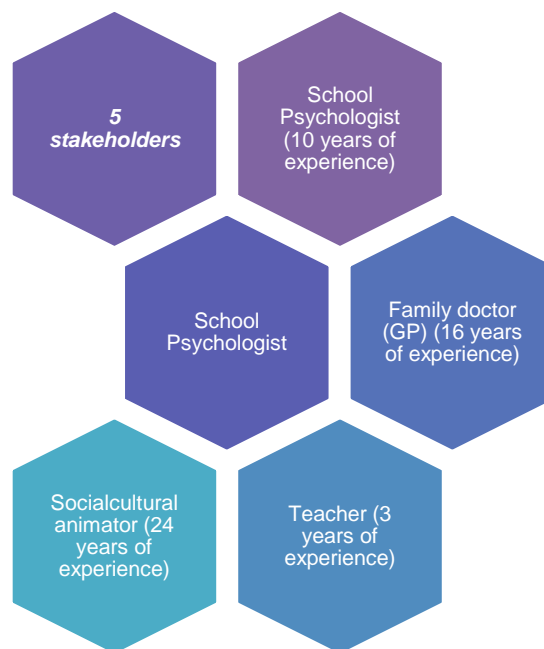 5
stakeholders
School
Psychologist
(10 years of
experience)
School
Psychologist
Family doctor
(GP) (16 years
of experience)
Socialcultural
animator (24
years of
experience)
Teacher (3
years of
experience)